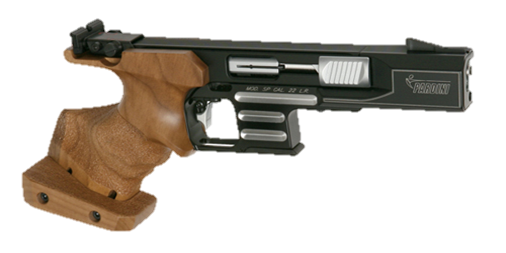 PARDINI
MOD. SP CAL. 22 L.R